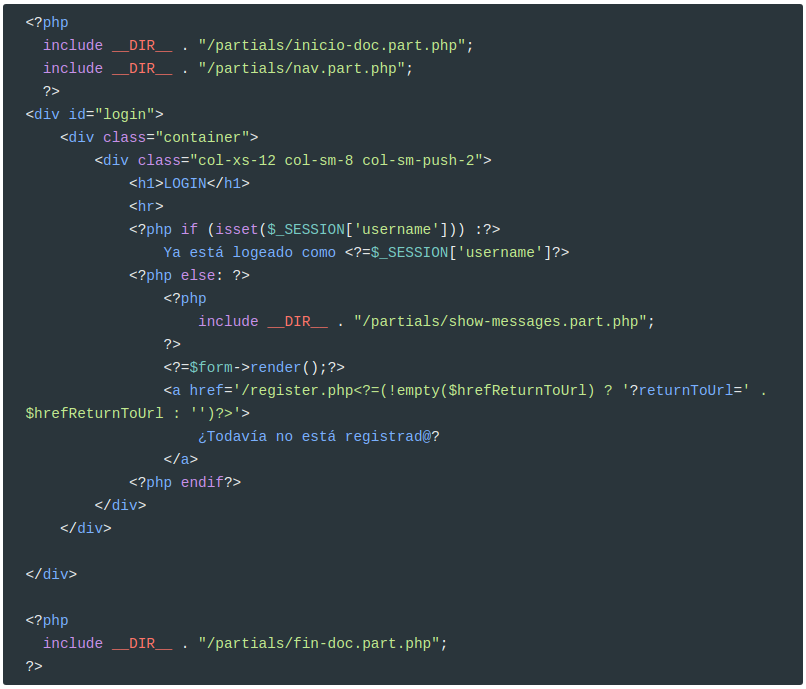 <?php
  include __DIR__ . "/partials/inicio-doc.part.php";
  include __DIR__ . "/partials/nav.part.php";
  ?>
<div id="login">
    <div class="container">
        <div class="col-xs-12 col-sm-8 col-sm-push-2">
            <h1>LOGIN</h1>
            <hr>
            <?php if (isset($_SESSION['username'])) :?>
                Ya está logeado como <?=$_SESSION['username']?>
            <?php else: ?>
                <?php
                    include __DIR__ . "/partials/show-messages.part.php";
                ?>
                <?=$form->render();?>
                <a href='/register.php<?=(!empty($hrefReturnToUrl) ? '?returnToUrl=' .
$hrefReturnToUrl : '')?>'>
                    ¿Todavía no está registrad@?
                </a>
            <?php endif?>
        </div>
    </div>

</div>

<?php
  include __DIR__ . "/partials/fin-doc.part.php";
?>